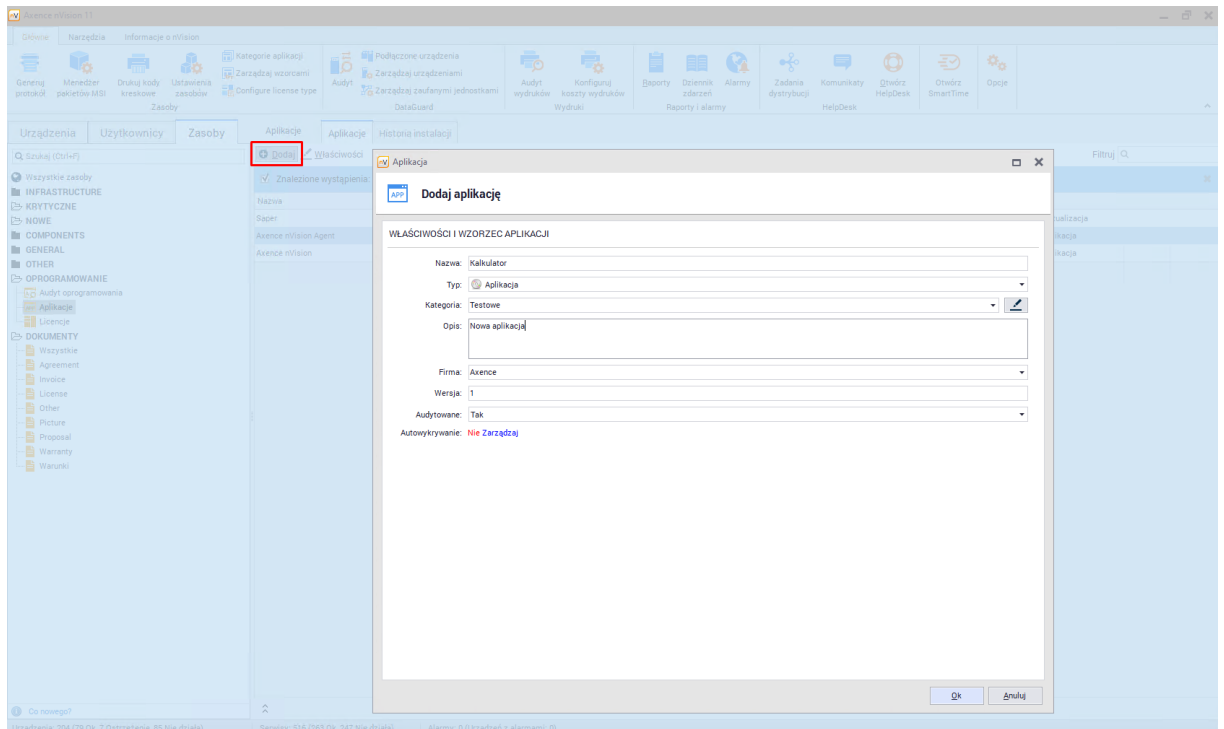 Axence nVision 11
Główna Narzędzia Informacje o nVision
Generuj protokół
Menedżer pakietów MSI
Drukuj kody kreskowe
Ustawienia zasobów
Kategorie aplikacji
Zarządzaj wzorcami
Configure license type
Zasoby
Audyt
Podłączone urządzenia
Zarządzaj urządzeniami
Zarządzaj zaufanymi jednostkami
DataGuard
Audyt wydruków
Konfiguruj koszty wydruków
Wydruki
Raporty
Dziennik zdarzeń
Alarmy
Raporty i alarmy
Zadania dystrybucji
Komunikaty
Otwórz HelpDesk
HelpDesk
Otwórz SmartTime
Opcje
Urządzenia Użytkownicy Zasoby
Aplikacje Aplikacje Historia instalacji
Szukaj (Ctrl+F)
Dodaj Właściwości
Filtruj
Wszystkie zasoby
INFRASTRUCTURE
KRYTYCZNE
NOWE
COMPONENTS
GENERAL
OTHER
OPROGRAMOWANIE
Audyt oprogramowania
Aplikacje
Licencje
DOKUMENTY
Wszystkie
Agreement
Invoice
License
Other
Picture
Proposal
Warranty
Warunki
Znalezione wystąpienia:
Nazwa
Saper
Axence nVision Agent
Axence nVision
ualizacja
ikacja
ikacja
Aplikacja
APP
Dodaj aplikację
WŁAŚCIWOŚCI I WZORZEC APLIKACJI
Nazwa: Kalkulator
Typ: Aplikacja
Kategoria: Testowe
Opis: Nowa aplikacja
Firma: Axence
Wersja: 1
Audytowane: Tak
Autowykrywanie: Nie Zarządzaj
Ok Anuluj
Co nowego?